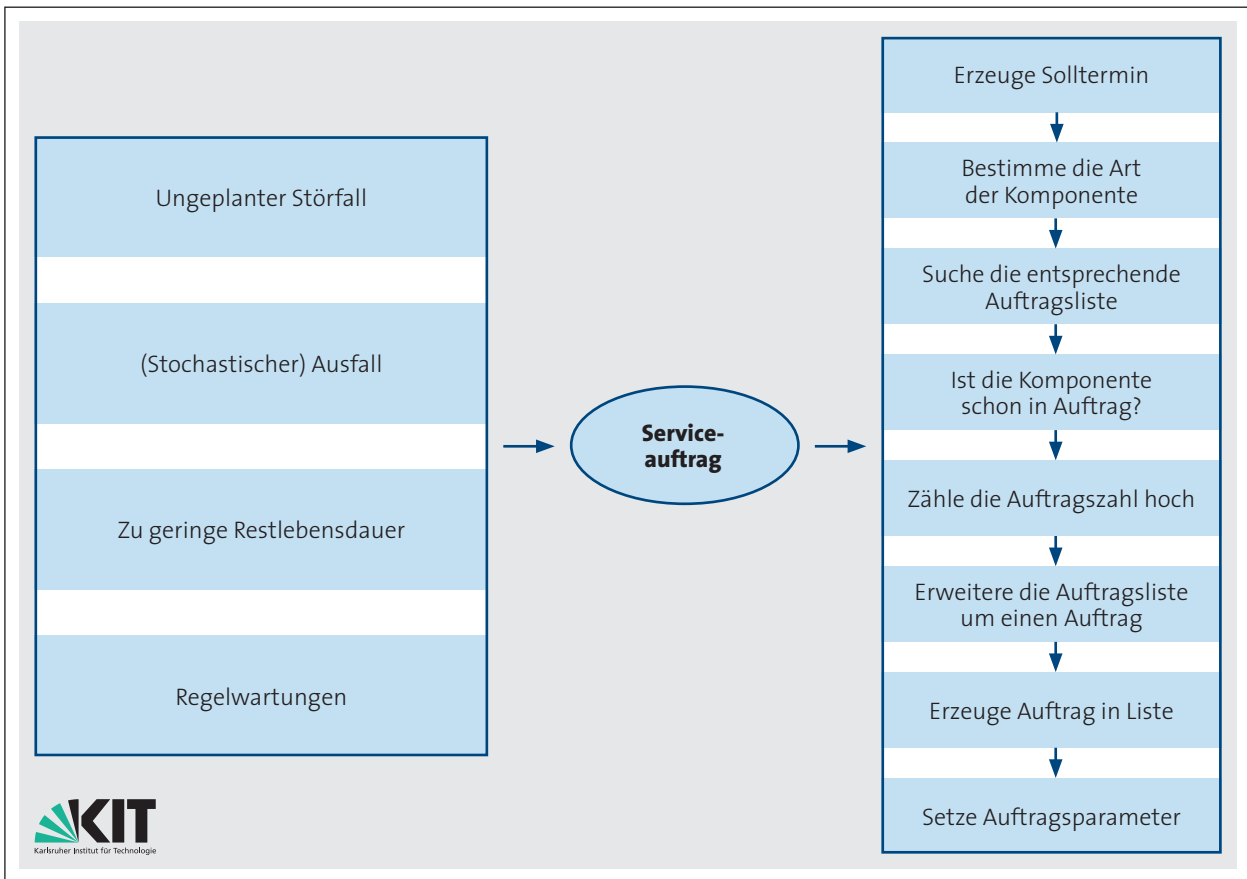 Ungeplanter Störfall
(Stochastischer) Ausfall
Zu geringe Restlebensdauer
Regelwartungen
Service-
auftrag
Erzeuge Solltermin
Bestimme die Art
der Komponente
Suche die entsprechende
Auftragsliste
Ist die Komponente
schon in Auftrag?
Zähle die Auftragszahl hoch
Erweitere die Auftragsliste
um einen Auftrag
Erzeuge Auftrag in Liste
Setze Auftragsparameter
KIT
Karlsruher Institut für Technologie